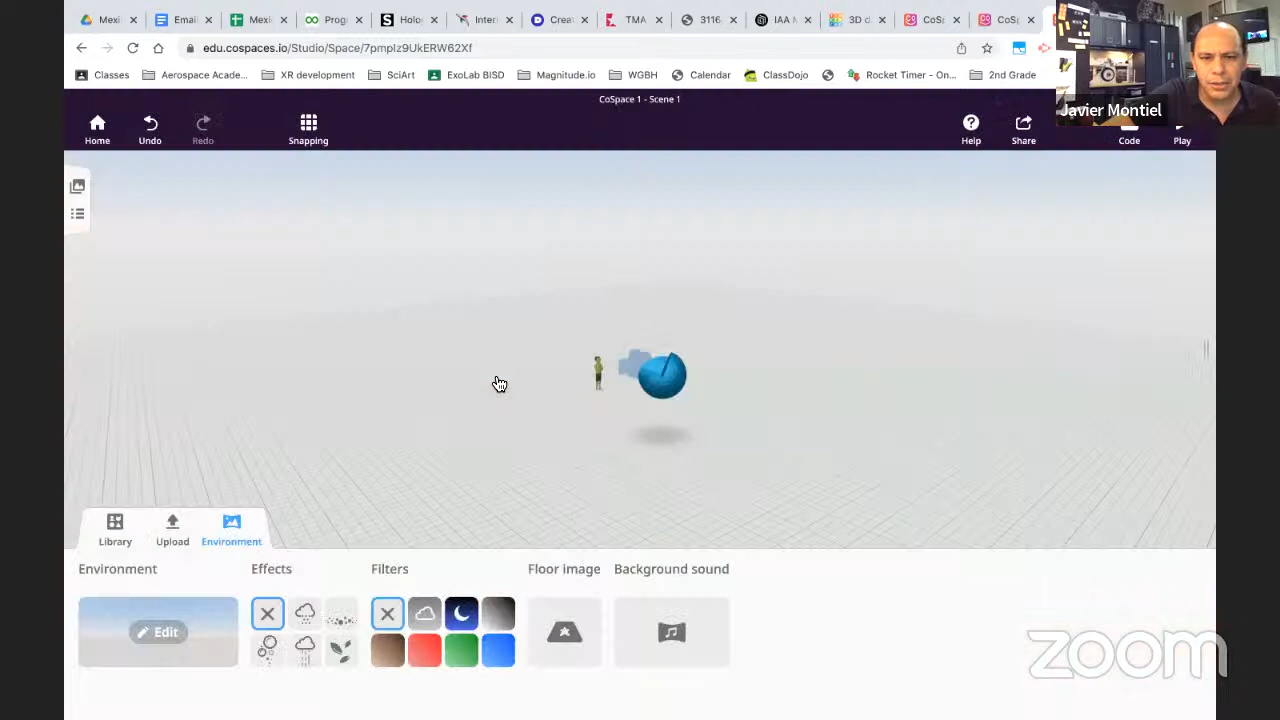 Mexi
Emai
Mexi
Prog
Holo
Inter
Crea
TMA
3116
IAA M
3D d
CoSp
CoSp
edu.cospaces.io/Studio/Space/7pmpIz9UkERW62Xf
Classes
Aerospace Acade...
XR development
SciArt
ExoLab BISD
Magnitude.io
WGBH
Calendar
ClassDojo
Rocket Timer - On...
2nd Grade
Javier Montiel
CoSpace 1 - Scene 1
Home
Undo
Redo
Snapping
Help
Share
Code
Play
Library
Upload
Environment
Environment
Effects
Filters
Floor image
Background sound
Edit
zoom